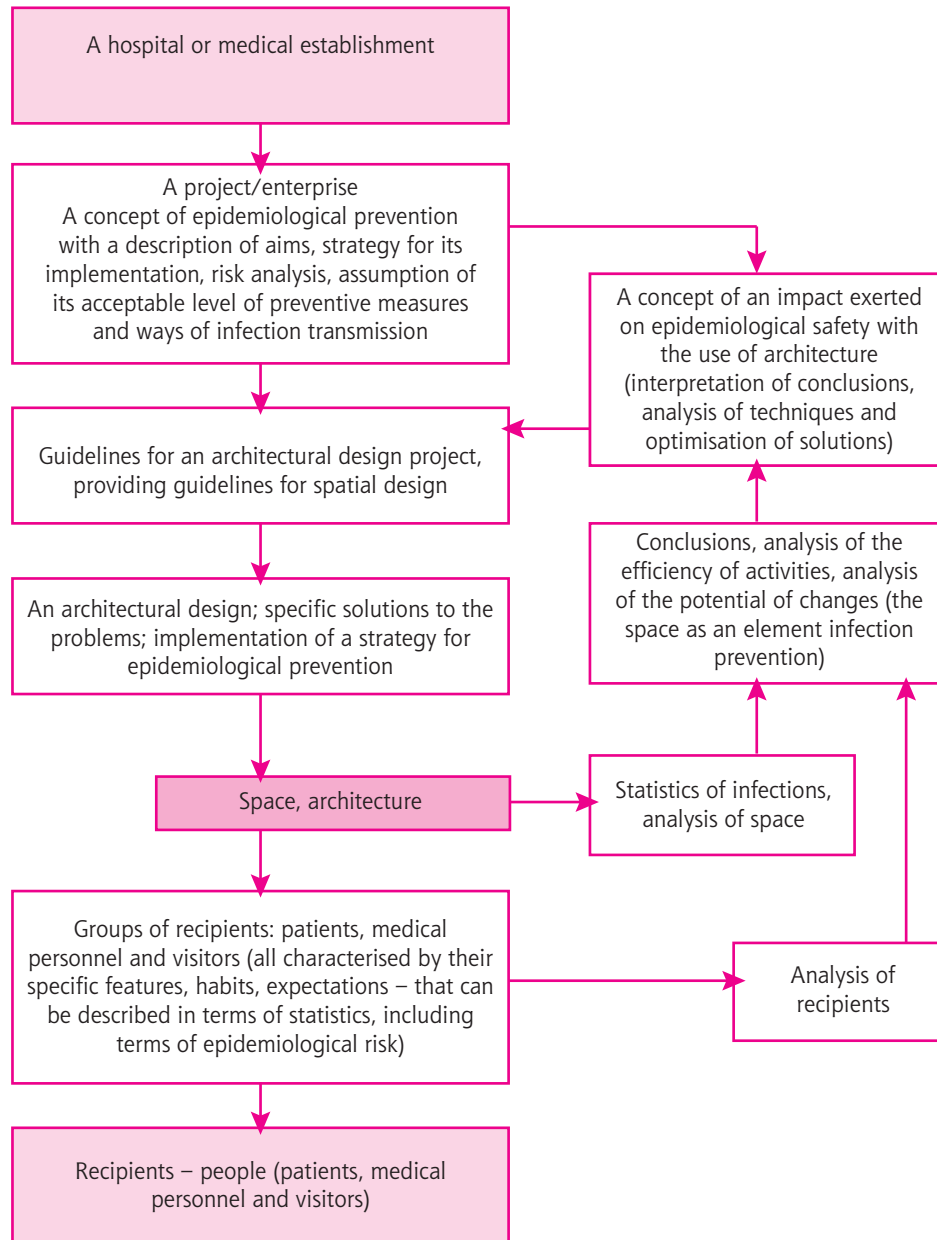 A hospital or medical establishment
A project/enterprise
A concept of epidemiological prevention
with a description of aims, strategy for its
implementation, risk analysis, assumption of
its acceptable level of preventive measures
and ways of infection transmission
A concept of an impact exerted
on epidemiological safety with
the use of architecture
(interpretation of conclusions,
analysis of techniques and
optimisation of solutions)
Guidelines for an architectural design project,
providing guidelines for spatial design
Conclusions, analysis of the
efficiency of activities, analysis
of the potential of changes (the
space as an element infection
prevention)
An architectural design; specific solutions to the
problems; implementation of a strategy for
epidemiological prevention
Space, architecture
Statistics of infections,
analysis of space
Groups of recipients: patients, medical
personnel and visitors (all characterised by their
specific features, habits, expectations – that can
be described in terms of statistics, including
terms of epidemiological risk)
Analysis of
recipients
Recipients – people (patients, medical
personnel and visitors)